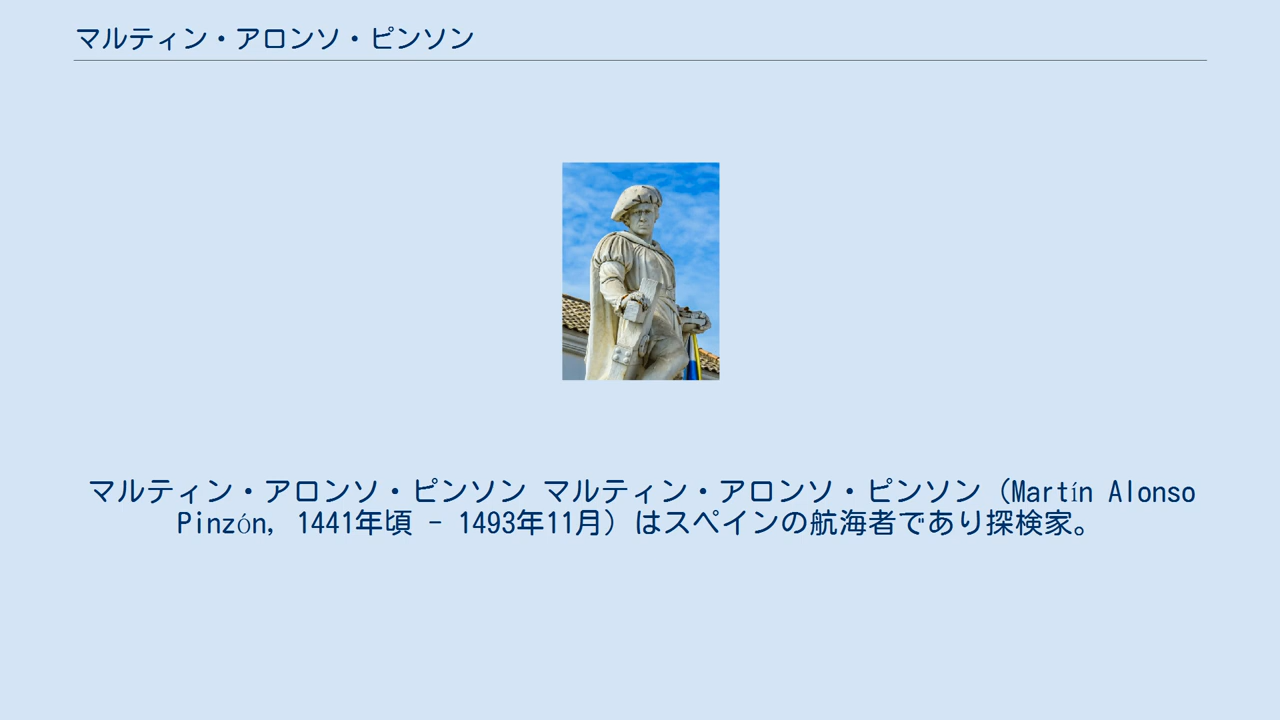 マルティン・アロンソ・ピンソン
マルティン・アロンソ・ピンソン マルティン・アロンソ・ピンソン（Martín Alonso
Pinzón, 1441年頃 - 1493年11月）はスペインの航海者であり探検家。